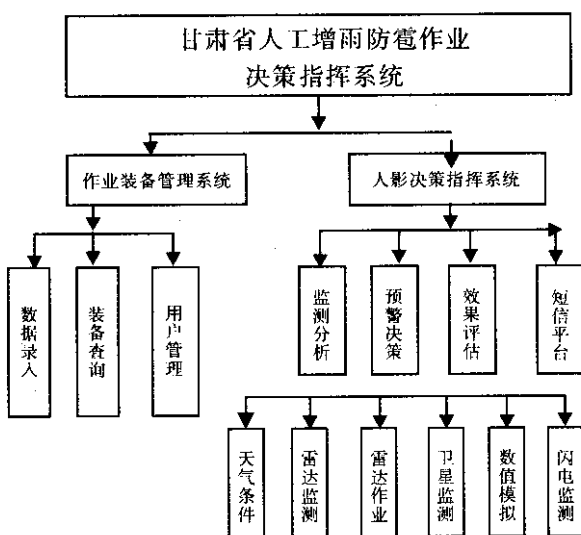 甘肃省人工增雨防雹作业
决策指挥系统
作业装备管理系统
人影决策指挥系统
数据录入
装备查询
用户管理
监测分析
预警决策
效果评估
短信平台
天气条件
雷达监测
雷达作业
卫星监测
数值模拟
闪电监测